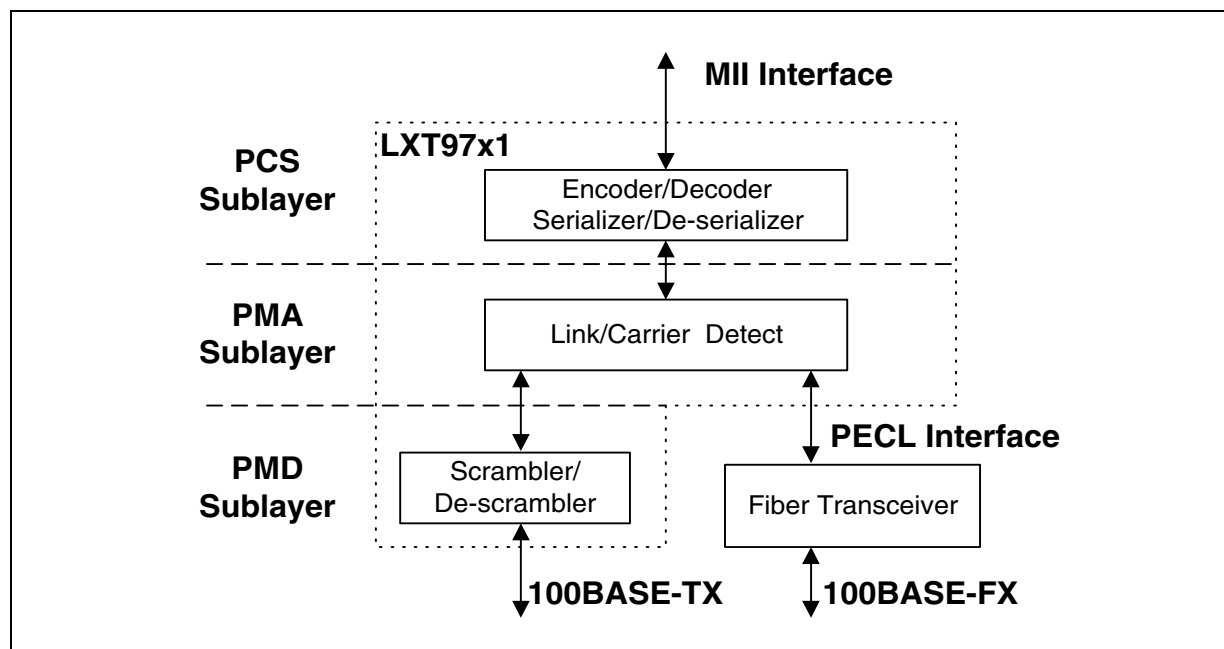 MII Interface
LXT97x1
PCS
Sublayer
Encoder/Decoder
Serializer/De-serializer
PMA
Sublayer
Link/Carrier Detect
PECL Interface
PMD
Sublayer
Scrambler/
De-scrambler
Fiber Transceiver
100BASE-TX
100BASE-FX